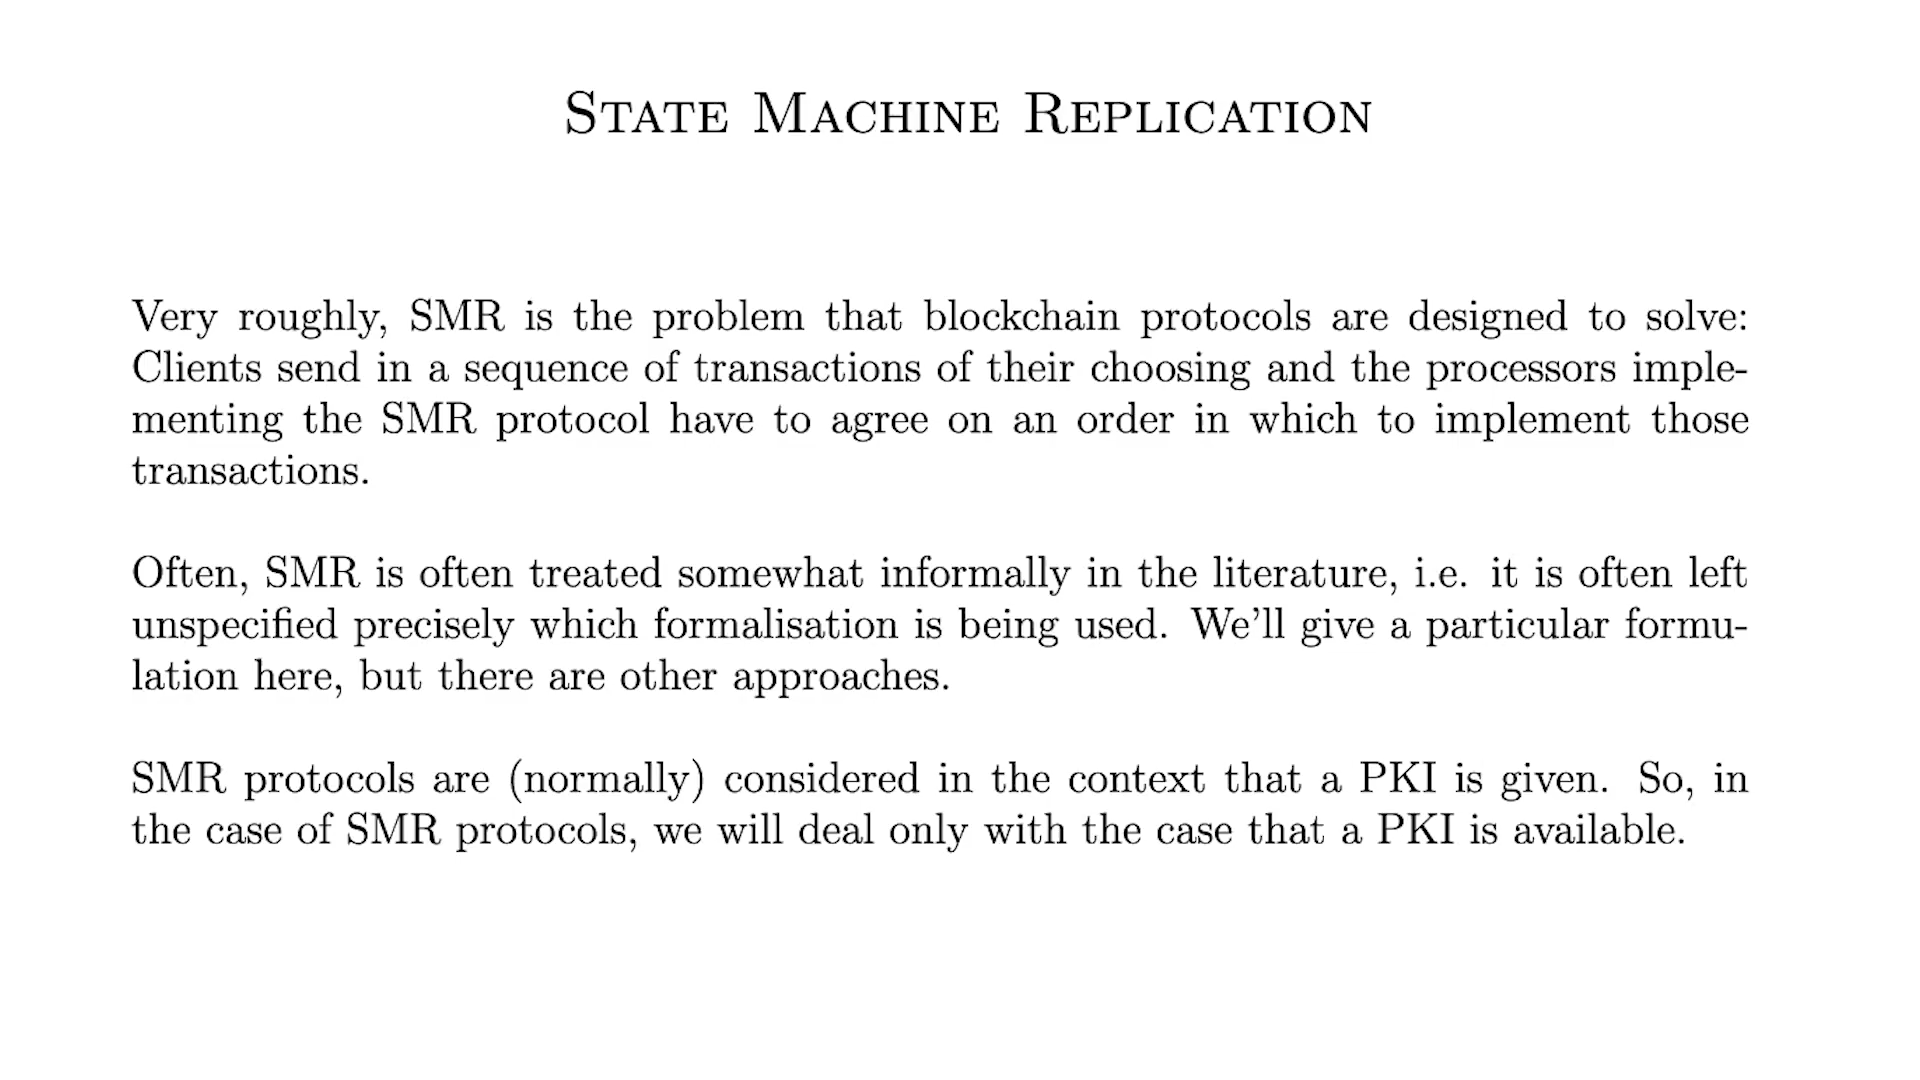 State Machine Replication
Very roughly, SMR is the problem that blockchain protocols are designed to solve:
Clients send in a sequence of transactions of their choosing and the processors imple-
menting the SMR protocol have to agree on an order in which to implement those
transactions.
Often, SMR is often treated somewhat informally in the literature, i.e. it is often left
unspecified precisely which formalisation is being used. We'll give a particular formu-
lation here, but there are other approaches.
SMR protocols are (normally) considered in the context that a PKI is given. So, in
the case of SMR protocols, we will deal only with the case that a PKI is available.